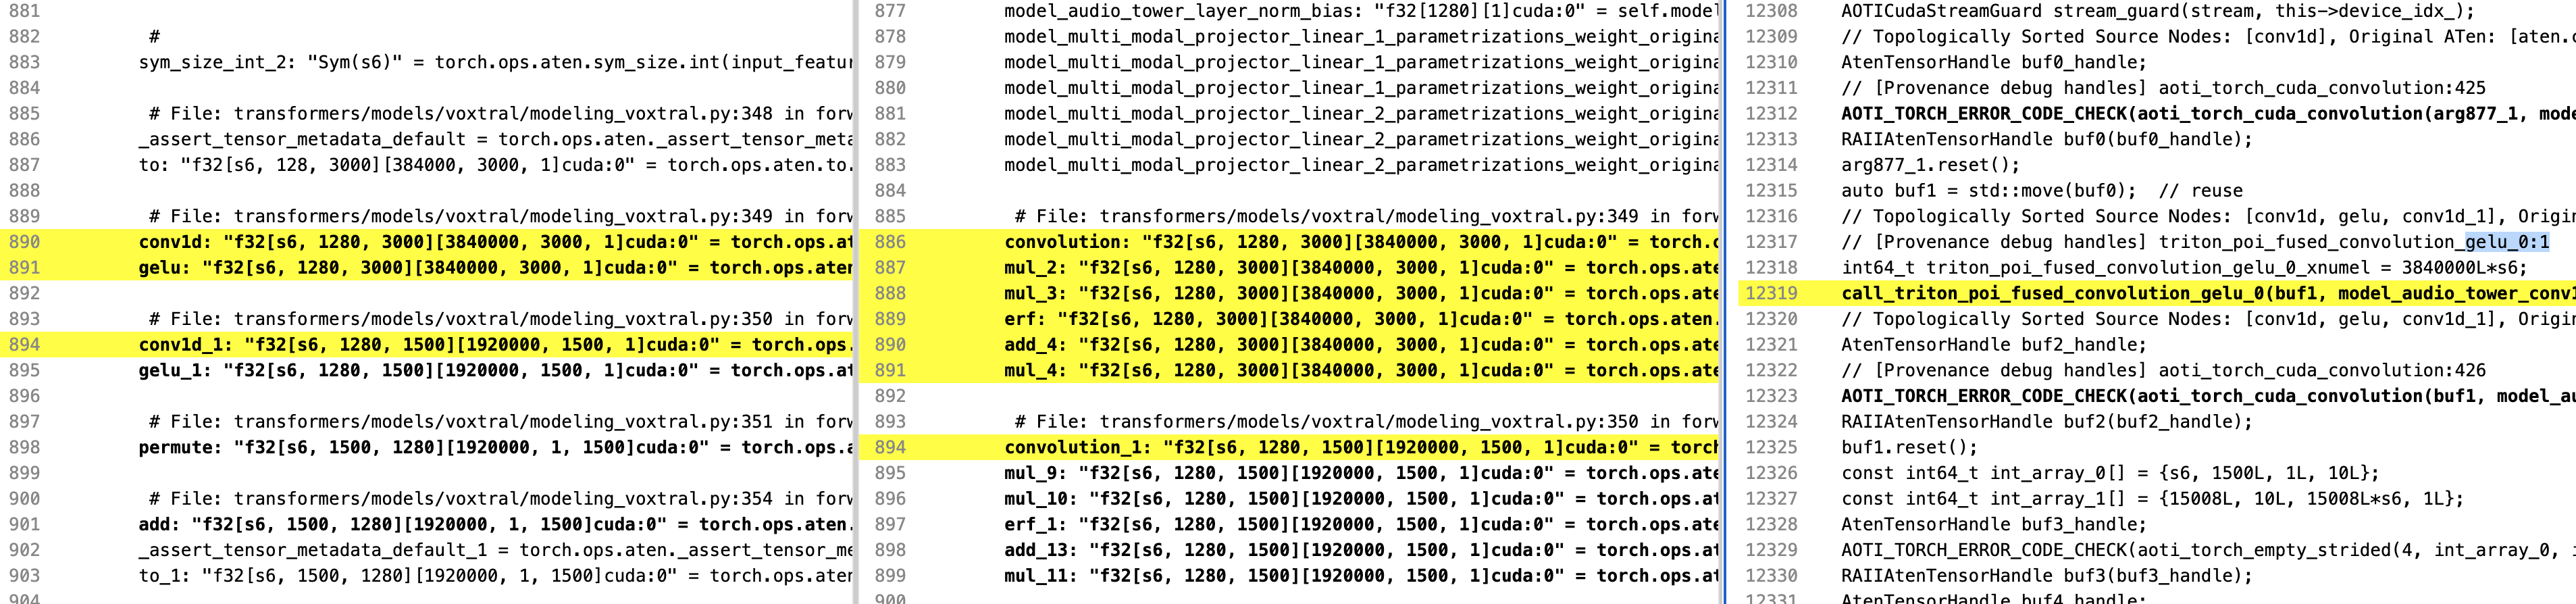 881
882 #
883 sym_size_int_2: "Sym(s6)" = torch.ops.aten.sym_size.int(input_featur
884
885 # File: transformers/models/voxtral/modeling_voxtral.py:348 in forw
886 _assert_tensor_metadata_default = torch.ops.aten._assert_tensor_meta
887 to: "f32[s6, 128, 3000][384000, 3000, 1]cuda:0" = torch.ops.aten.to.
888
889 # File: transformers/models/voxtral/modeling_voxtral.py:349 in forw
890 conv1d: "f32[s6, 1280, 3000][3840000, 3000, 1]cuda:0" = torch.ops.at
891 gelu: "f32[s6, 1280, 3000][3840000, 3000, 1]cuda:0" = torch.ops.aten
892
893 # File: transformers/models/voxtral/modeling_voxtral.py:350 in forw
894 conv1d_1: "f32[s6, 1280, 1500][1920000, 1500, 1]cuda:0" = torch.ops.
895 gelu_1: "f32[s6, 1280, 1500][1920000, 1500, 1]cuda:0" = torch.ops.at
896
897 # File: transformers/models/voxtral/modeling_voxtral.py:351 in forw
898 permute: "f32[s6, 1500, 1280][1920000, 1, 1500]cuda:0" = torch.ops.a
899
900 # File: transformers/models/voxtral/modeling_voxtral.py:354 in forw
901 add: "f32[s6, 1500, 1280][1920000, 1, 1500]cuda:0" = torch.ops.aten.
902 _assert_tensor_metadata_default_1 = torch.ops.aten._assert_tensor_me
903 to_1: "f32[s6, 1500, 1280][1920000, 1, 1500]cuda:0" = torch.ops.aten
904
877 model_audio_tower_layer_norm_bias: "f32[1280][1]cuda:0" = self.model
878 model_multi_modal_projector_linear_1_parametrizations_weight_origina
879 model_multi_modal_projector_linear_1_parametrizations_weight_origina
880 model_multi_modal_projector_linear_1_parametrizations_weight_origina
881 model_multi_modal_projector_linear_2_parametrizations_weight_origina
882 model_multi_modal_projector_linear_2_parametrizations_weight_origina
883 model_multi_modal_projector_linear_2_parametrizations_weight_origina
884
885 # File: transformers/models/voxtral/modeling_voxtral.py:349 in forw
886 convolution: "f32[s6, 1280, 3000][3840000, 3000, 1]cuda:0" = torch.o
887 mul_2: "f32[s6, 1280, 3000][3840000, 3000, 1]cuda:0" = torch.ops.ate
888 mul_3: "f32[s6, 1280, 3000][3840000, 3000, 1]cuda:0" = torch.ops.ate
889 erf: "f32[s6, 1280, 3000][3840000, 3000, 1]cuda:0" = torch.ops.aten.
890 add_4: "f32[s6, 1280, 3000][3840000, 3000, 1]cuda:0" = torch.ops.ate
891 mul_4: "f32[s6, 1280, 3000][3840000, 3000, 1]cuda:0" = torch.ops.ate
892
893 # File: transformers/models/voxtral/modeling_voxtral.py:350 in forw
894 convolution_1: "f32[s6, 1280, 1500][1920000, 1500, 1]cuda:0" = torch
895 mul_9: "f32[s6, 1280, 1500][1920000, 1500, 1]cuda:0" = torch.ops.ate
896 mul_10: "f32[s6, 1280, 1500][1920000, 1500, 1]cuda:0" = torch.ops.at
897 erf_1: "f32[s6, 1280, 1500][1920000, 1500, 1]cuda:0" = torch.ops.ate
898 add_13: "f32[s6, 1280, 1500][1920000, 1500, 1]cuda:0" = torch.ops.at
899 mul_11: "f32[s6, 1280, 1500][1920000, 1500, 1]cuda:0" = torch.ops.at
900
12308 AOTICudaStreamGuard stream_guard(stream, this->device_idx_);
12309 // Topologically Sorted Source Nodes: [conv1d], Original ATen: [aten.c
12310 AtenTensorHandle buf0_handle;
12311 // [Provenance debug handles] aoti_torch_cuda_convolution:425
12312 AOTI_TORCH_ERROR_CODE_CHECK(aoti_torch_cuda_convolution(arg877_1, mode
12313 RAIIAtenTensorHandle buf0(buf0_handle);
12314 arg877_1.reset();
12315 auto buf1 = std::move(buf0); // reuse
12316 // Topologically Sorted Source Nodes: [conv1d, gelu, conv1d_1], Origin
12317 // [Provenance debug handles] triton_poi_fused_convolution_gelu_0:1
12318 int64_t triton_poi_fused_convolution_gelu_0_xnumel = 3840000L*s6;
12319 call_triton_poi_fused_convolution_gelu_0(buf1, model_audio_tower_conv1
12320 // Topologically Sorted Source Nodes: [conv1d, gelu, conv1d_1], Origin
12321 AtenTensorHandle buf2_handle;
12322 // [Provenance debug handles] aoti_torch_cuda_convolution:426
12323 AOTI_TORCH_ERROR_CODE_CHECK(aoti_torch_cuda_convolution(buf1, model_au
12324 RAIIAtenTensorHandle buf2(buf2_handle);
12325 buf1.reset();
12326 const int64_t int_array_0[] = {s6, 1500L, 1L, 10L};
12327 const int64_t int_array_1[] = {15008L, 10L, 15008L*s6, 1L};
12328 AtenTensorHandle buf3_handle;
12329 AOTI_TORCH_ERROR_CODE_CHECK(aoti_torch_empty_strided(4, int_array_0, i
12330 RAIIAtenTensorHandle buf3(buf3_handle);
12331 AtenTensorHandle buf4_handle;